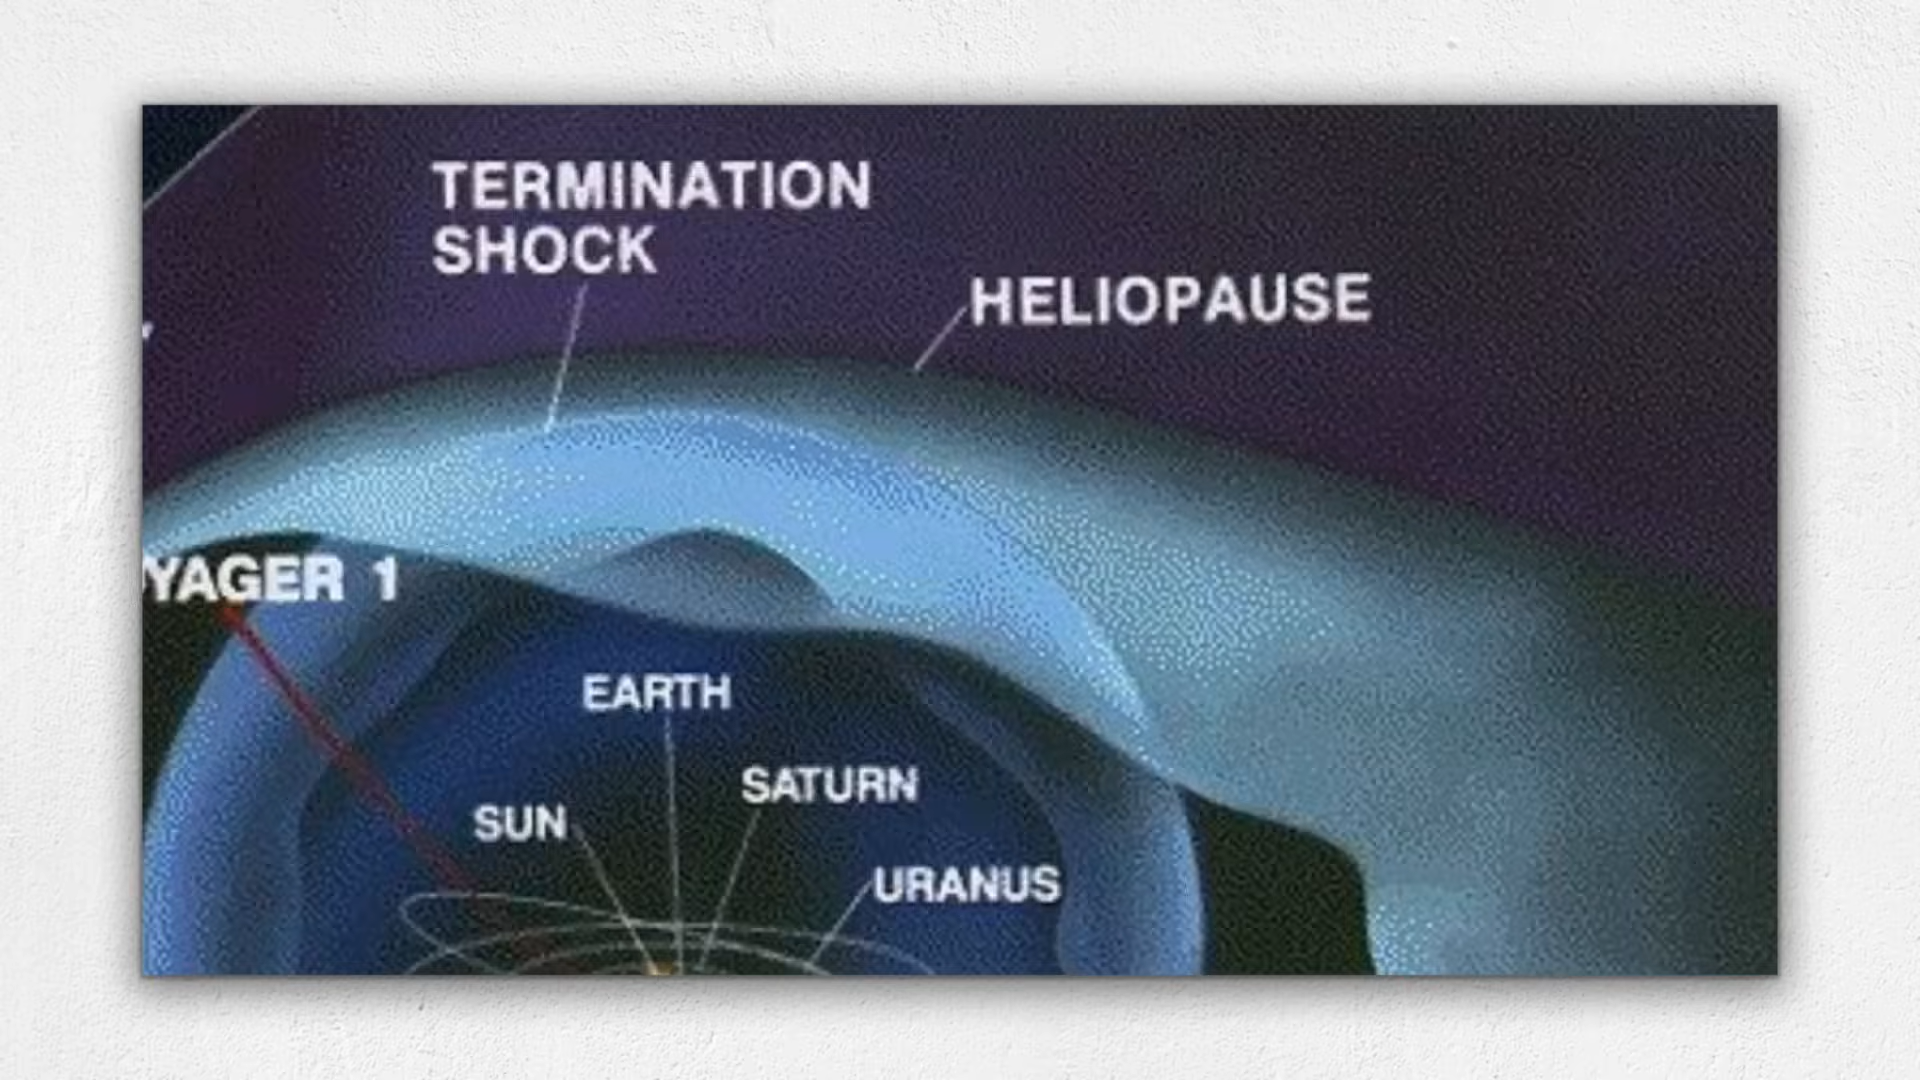 TERMINATION
SHOCK
HELIOPAUSE
YAGER 1
EARTH
SATURN
SUN
URANUS